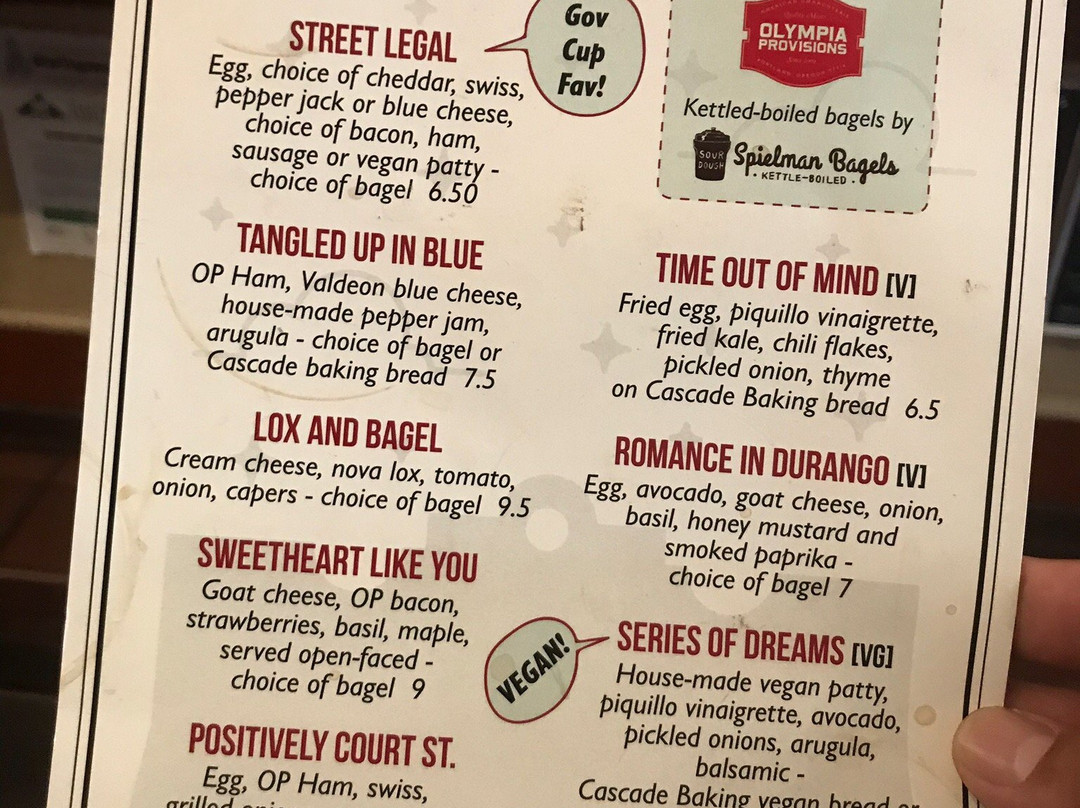 STREET LEGAL
Egg, choice of cheddar, swiss,
pepper jack or blue cheese,
choice of bacon, ham,
sausage or vegan patty -
choice of bagel 6.50
Gov
Cup
Fav!
OLYMPIA
PROVISIONS
Kettled-boiled bagels by
SOUR
DOUGH
Spielman Bagels
· KETTLE-BOILED ·
TANGLED UP IN BLUE
OP Ham, Valdeon blue cheese,
house-made pepper jam,
arugula - choice of bagel or
Cascade baking bread 7.5
LOX AND BAGEL
Cream cheese, nova lox, tomato,
onion, capers - choice of bagel 9.5
SWEETHEART LIKE YOU
Goat cheese, OP bacon,
strawberries, basil, maple,
served open-faced -
choice of bagel 9
POSITIVELY COURT ST.
Egg, OP Ham, swiss,
grilled
TIME OUT OF MIND [V]
Fried egg, piquillo vinaigrette,
fried kale, chili flakes,
pickled onion, thyme
on Cascade Baking bread 6.5
ROMANCE IN DURANGO [V]
Egg, avocado, goat cheese, onion,
basil, honey mustard and
smoked paprika -
choice of bagel 7
VEGAN!
SERIES OF DREAMS [VG]
House-made vegan patty,
piquillo vinaigrette, avocado,
pickled onions, arugula,
balsamic -
Cascade Baking vegan bread or